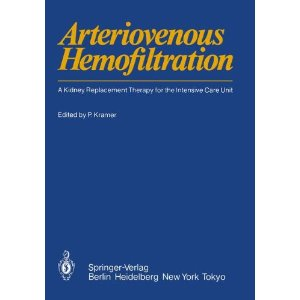 Arteriovenous
Hemofiltration
A Kidney Replacement Therapy for the Intensive Care Unit
Edited by P. Kramer
Springer-Verlag
Berlin Heidelberg New York Tokyo